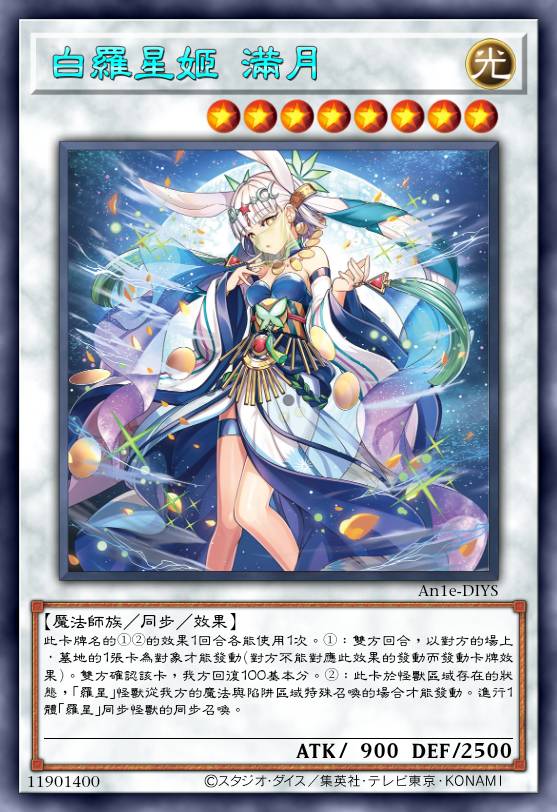 白羅星姬 滿月
光
An1e-DIYS
【魔法師族／同步／效果】
此卡牌名的①②的效果1回合各能使用1次。①：雙方回合，以對方的場上
・墓地的1張卡為對象才能發動(對方不能對應此效果的發動而發動卡牌效
果)。雙方確認該卡，我方回復100基本分。②：此卡於怪獸區域存在的狀
態，「羅星」怪獸從我方的魔法與陷阱區域特殊召喚的場合才能發動。進行1
體「羅星」同步怪獸的同步召喚。
ATK/ 900 DEF/2500
11901400
©スタジオ・ダイス／集英社・テレビ東京・KONAMI